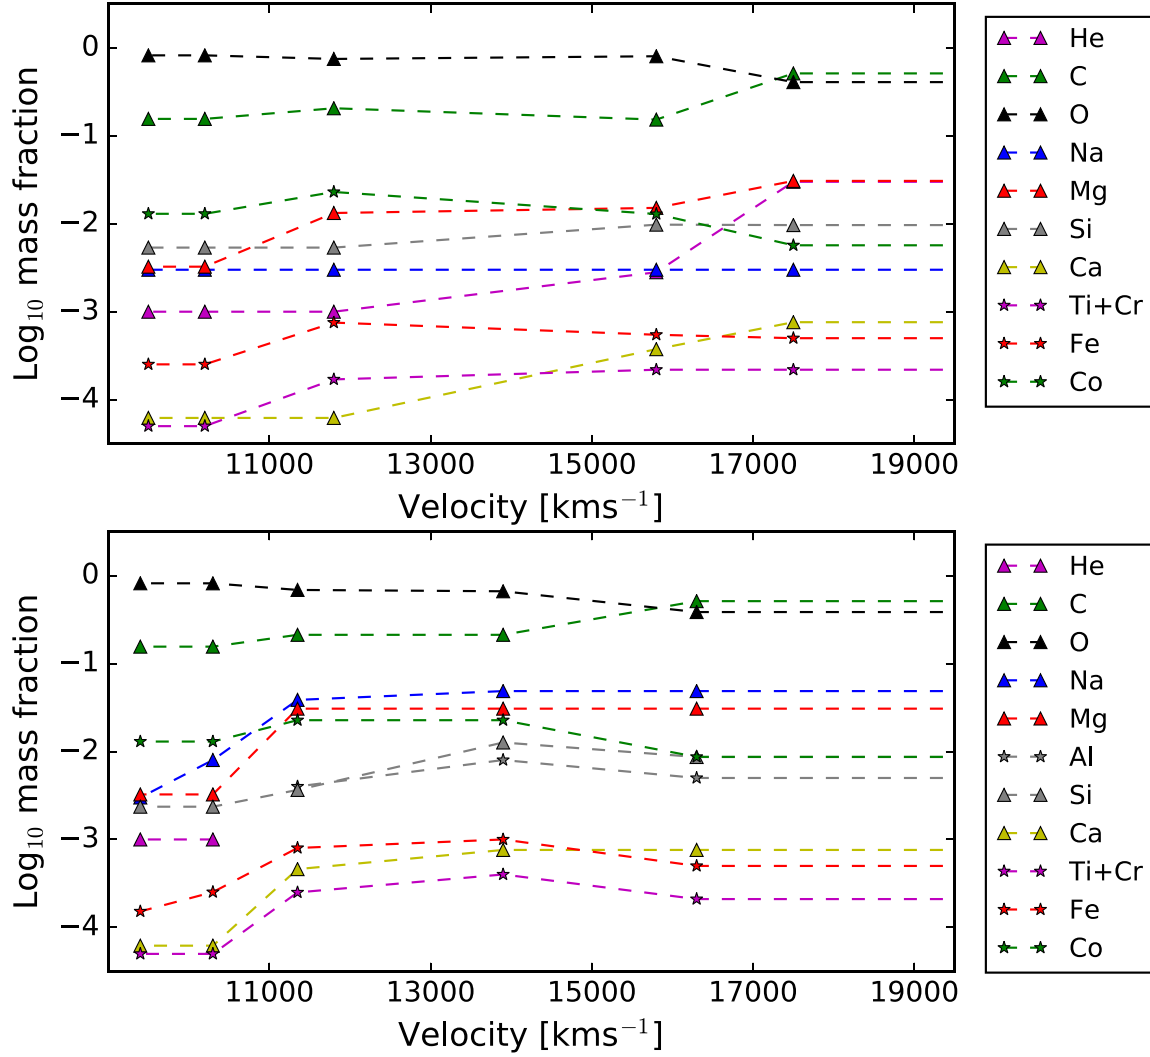 Log₁₀ mass fraction
0
−1
−2
−3
−4
11000 13000 15000 17000 19000
Velocity [kms⁻¹]
He
C
O
Na
Mg
Si
Ca
Ti+Cr
Fe
Co
Log₁₀ mass fraction
0
−1
−2
−3
−4
11000 13000 15000 17000 19000
Velocity [kms⁻¹]
He
C
O
Na
Mg
Al
Si
Ca
Ti+Cr
Fe
Co